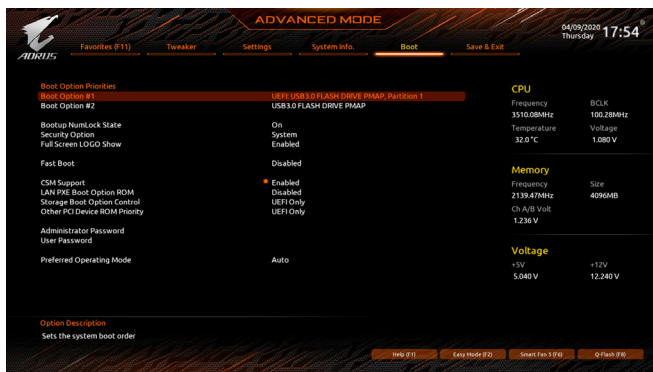 ADVANCED MODE
04/09/2020
Thursday
17:54
AORUS
Favorites (F11) Tweaker Settings System Info. Boot Save & Exit
Boot Option Priorities
Boot Option #1 UEFI: USB3.0 FLASH DRIVE PMAP, Partition 1
Boot Option #2 USB3.0 FLASH DRIVE PMAP
Bootup NumLock State On
Security Option System
Full Screen LOGO Show Enabled
Fast Boot Disabled
CSM Support Enabled
LAN PXE Boot Option ROM Disabled
Storage Boot Option Control UEFI Only
Other PCI Device ROM Priority UEFI Only
Administrator Password
User Password
Preferred Operating Mode Auto
CPU
Frequency BCLK
3510.08MHz 100.28MHz
Temperature Voltage
32.0 °C 1.080 V
Memory
Frequency Size
2139.47MHz 4096MB
Ch A/B Volt
1.236 V
Voltage
+5V +12V
5.040 V 12.240 V
Option Description
Sets the system boot order
Help (F1) Easy Mode (F2) Smart Fan 5 (F6) Q-Flash (F8)